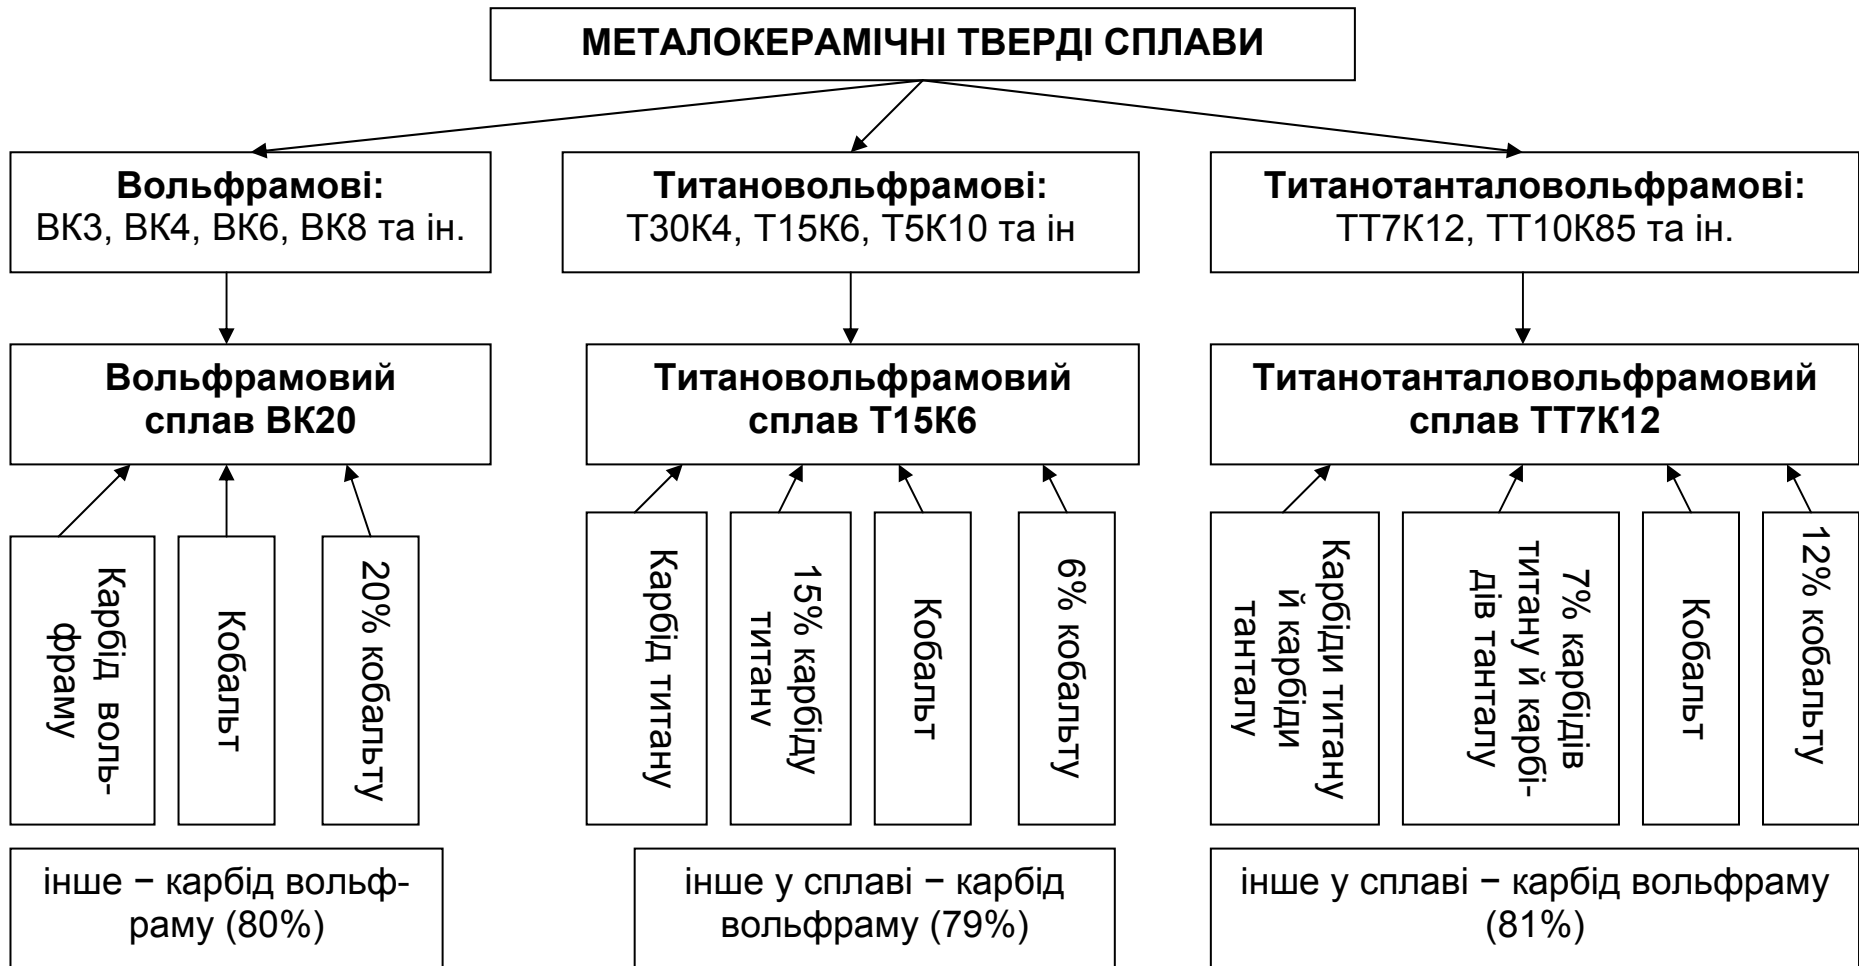 МЕТАЛОКЕРАМІЧНІ ТВЕРДІ СПЛАВИ
Вольфрамові:
ВК3, ВК4, ВК6, ВК8 та ін.
Титановольфрамові:
Т30К4, Т15К6, Т5К10 та ін
Титанотанталовольфрамові:
ТТ7К12, ТТ10К85 та ін.
Вольфрамовий
сплав ВК20
Титановольфрамовий
сплав Т15К6
Титанотанталовольфрамовий
сплав ТТ7К12
Карбід воль-
фраму
Кобальт
20% кобальту
Карбід титану
15% карбіду
титану
Кобальт
6% кобальту
Карбіди титану
й карбіди
танталу
7% карбідів
титану й карбі-
дів танталу
Кобальт
12% кобальту
інше – карбід вольф-
раму (80%)
інше у сплаві – карбід
вольфраму (79%)
інше у сплаві – карбід вольфраму
(81%)